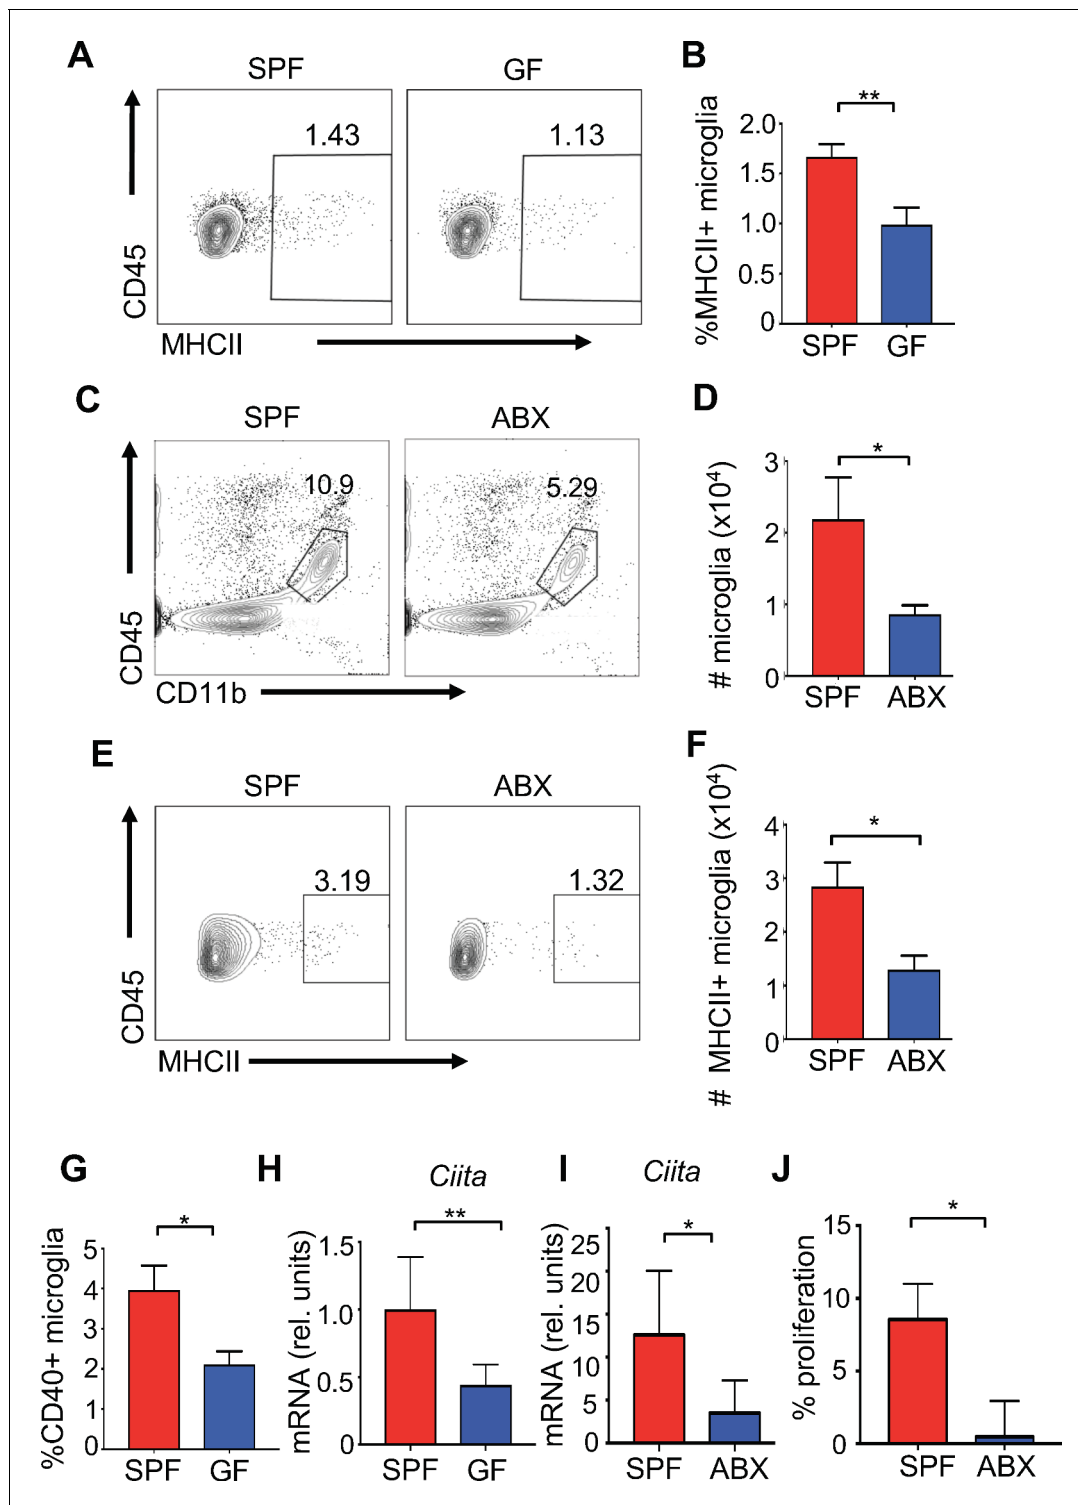 A
SPF
GF
1.43
1.13
CD45
MHCII
B
**
%MHCII+ microglia
2.0
1.5
1.0
0.5
0
SPF
GF
C
SPF
ABX
10.9
5.29
CD45
CD11b
D
*
# microglia (x10⁴)
3
2
1
0
SPF
ABX
E
SPF
ABX
3.19
1.32
CD45
MHCII
F
*
# MHCII+ microglia (x10⁴)
4
3
2
1
0
SPF
ABX
G
*
%CD40+ microglia
5
4
3
2
1
0
SPF
GF
H
Ciita
**
mRNA (rel. units)
1.5
1.0
0.5
0
SPF
GF
I
Ciita
*
mRNA (rel. units)
25
20
15
10
5
0
SPF
ABX
J
*
% proliferation
15
10
5
0
SPF
ABX